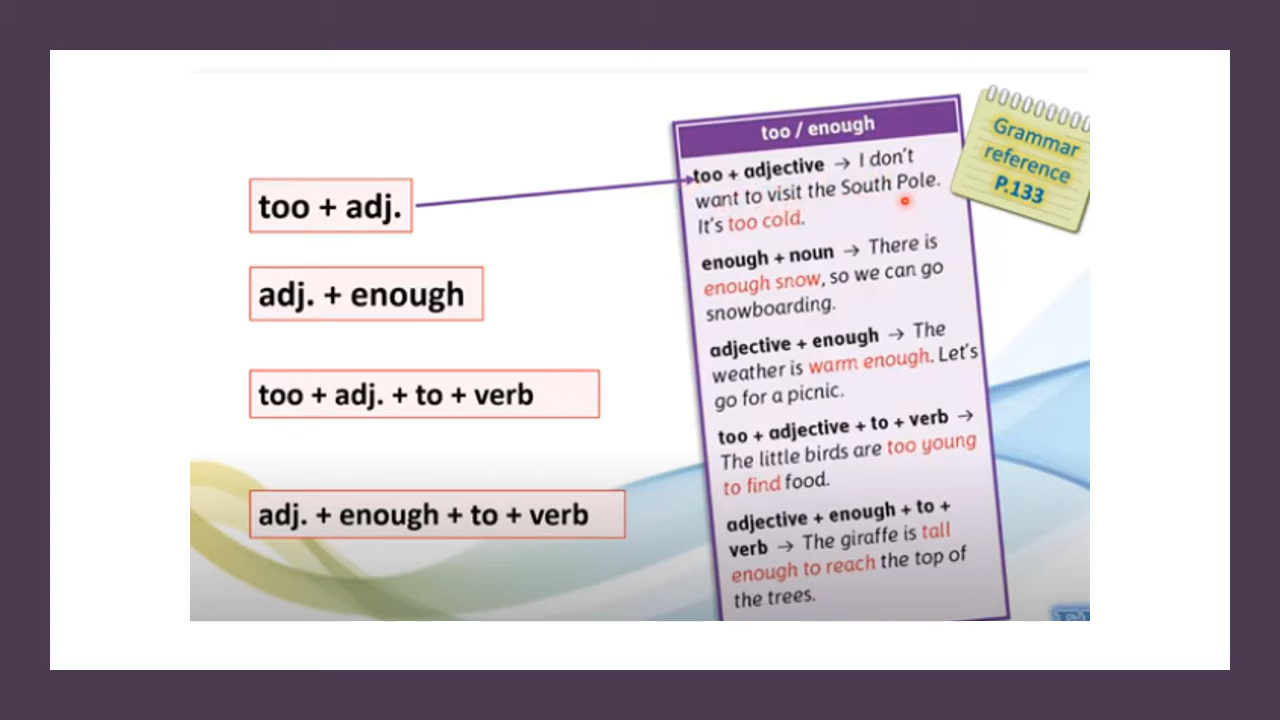 too + adj.
adj. + enough
too + adj. + to + verb
adj. + enough + to + verb
too / enough
too + adjective → I don't
want to visit the South Pole.
It's too cold.
enough + noun → There is
enough snow, so we can go
snowboarding.
adjective + enough → The
weather is warm enough. Let's
go for a picnic.
too + adjective + to + verb →
The little birds are too young
to find food.
adjective + enough + to +
verb → The giraffe is tall
enough to reach the top of
the trees.
Grammar
reference
P.133